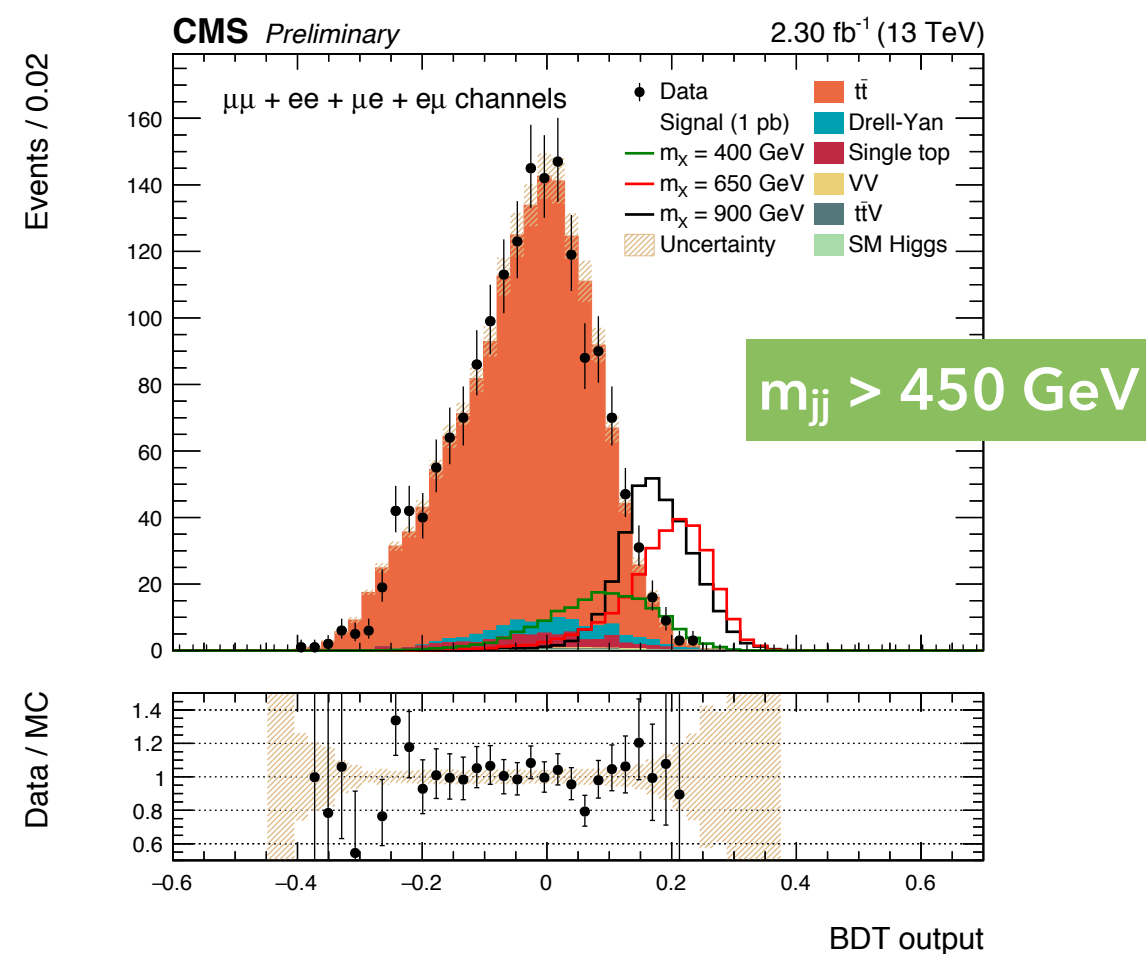 CMS Preliminary 2.30 fb⁻¹ (13 TeV)
Events / 0.02
μμ + ee + μe + eμ channels
Data
Signal (1 pb)
mₓ = 400 GeV
mₓ = 650 GeV
mₓ = 900 GeV
Uncertainty
tt̄
Drell-Yan
Single top
VV
tt̄V
SM Higgs
160
140
120
100
80
60
40
20
0
m_jj > 450 GeV
Data / MC
1.4
1.2
1
0.8
0.6
−0.6 −0.4 −0.2 0 0.2 0.4 0.6
BDT output